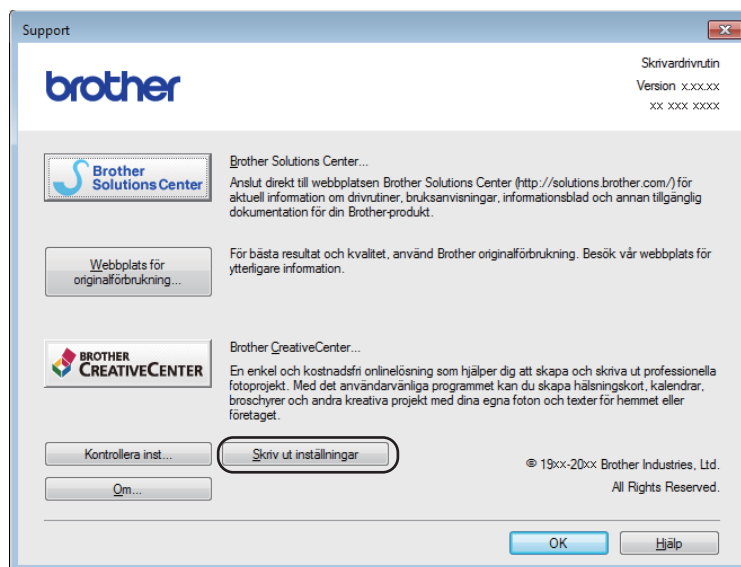 Support
brother
Skrivardrivrutin
Version x.xx.xx
xx xxx xxxx
Brother
Solutions Center
Brother Solutions Center...
Anslut direkt till webbplatsen Brother Solutions Center (http://solutions.brother.com/) för
aktuell information om drivrutiner, bruksanvisningar, informationsblad och annan tillgänglig
dokumentation för din Brother-produkt.
Webbplats för
originalförbrukning...
För bästa resultat och kvalitet, använd Brother originalförbrukning. Besök vår webbplats för
ytterligare information.
BROTHER
CREATIVECENTER
Brother CreativeCenter...
En enkel och kostnadsfri onlinelösning som hjälper dig att skapa och skriva ut professionella
fotoprojekt. Med det användarvänliga programmet kan du skapa hälsningskort, kalendrar,
broschyrer och andra kreativa projekt med dina egna foton och texter för hemmet eller
företaget.
Kontrollera inst...
Skriv ut inställningar
Om...
© 19xx-20xx Brother Industries, Ltd.
All Rights Reserved.
OK
Hjälp